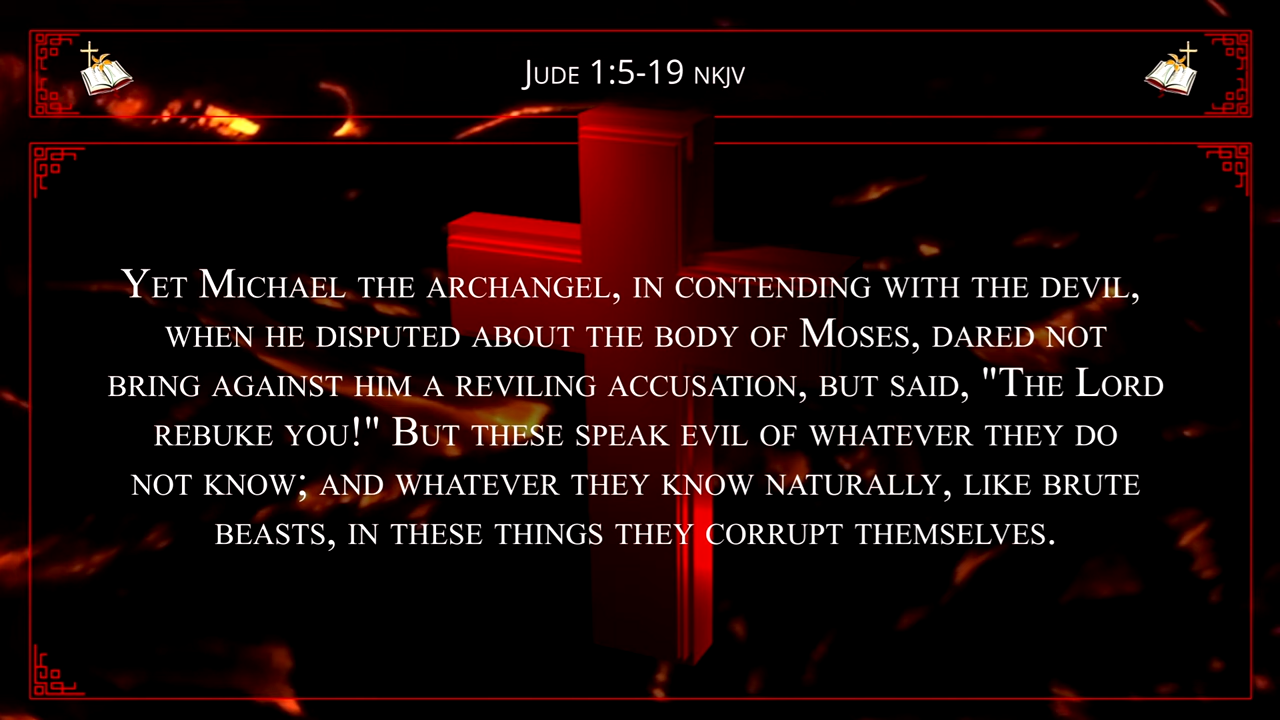 Jude 1:5-19 NKJV
Yet Michael the archangel, in contending with the devil,
when he disputed about the body of Moses, dared not
bring against him a reviling accusation, but said, "The Lord
rebuke you!" But these speak evil of whatever they do
not know; and whatever they know naturally, like brute
beasts, in these things they corrupt themselves.